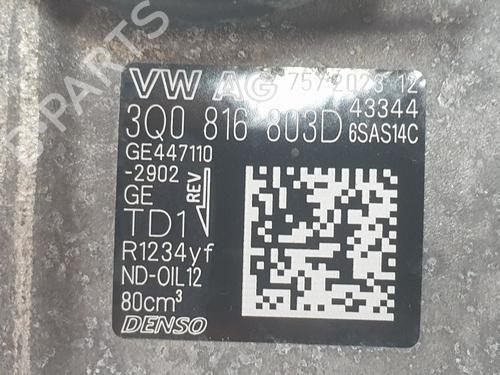 VW AG 75/2023 12
3Q0 816 803D 43344
6SAS14C
GE447110
-2902
GE
REV
TD1
R1234yf
ND-OIL12
80cm³
DENSO